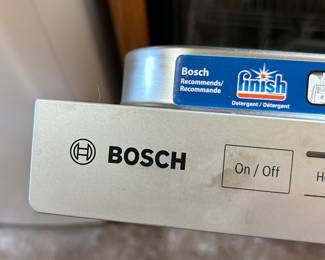 Bosch
Recommends/
Recommande
finish
Detergent / Détergent
BOSCH
On / Off